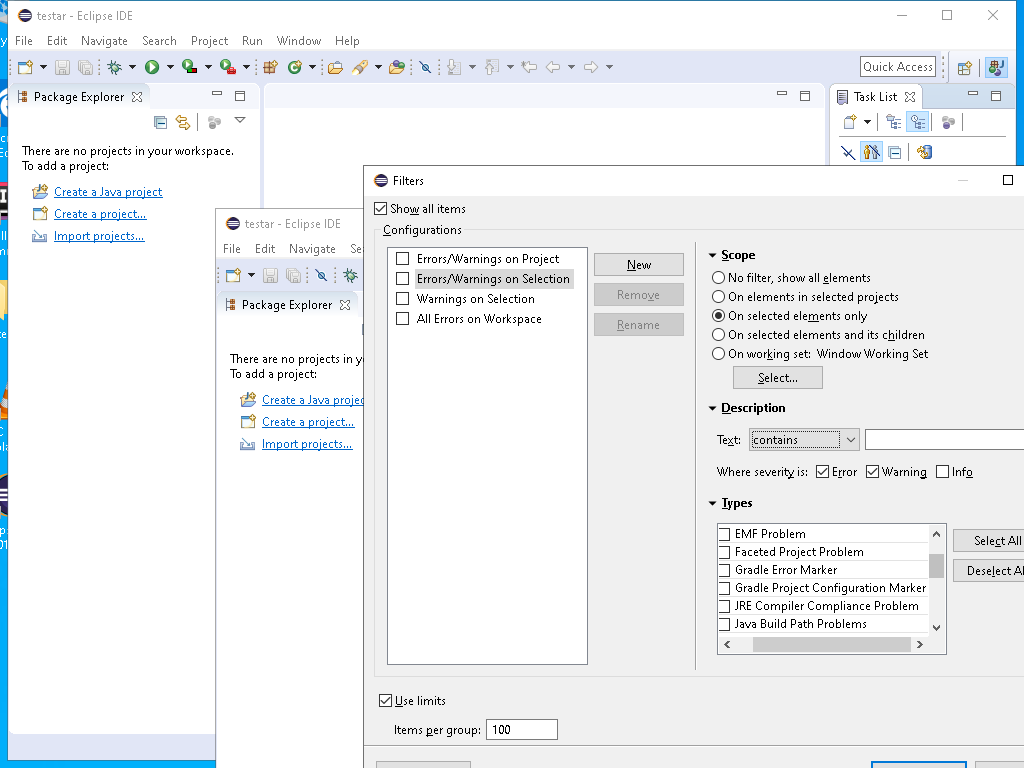 testar - Eclipse IDE
File Edit Navigate Search Project Run Window Help
Quick Access
Package Explorer
Task List
There are no projects in your workspace.
To add a project:
Create a Java project
Create a project...
Import projects...
testar - Eclipse IDE
File Edit Navigate
Package Explorer
There are no projects in
To add a project:
Create a Java
Create a project...
Import projects...
Filters
Show all items
Configurations
Errors/Warnings on Project
Errors/Warnings on Selection
Warnings on Selection
All Errors on Workspace
New
Remove
Rename
Scope
No filter, show all elements
On elements in selected projects
On selected elements only
On selected elements and its children
On working set: Window Working Set
Select...
Description
Text: contains
Where severity is: Error Warning Info
Types
EMF Problem
Faceted Project Problem
Gradle Error Marker
Gradle Project Configuration Marker
JRE Compiler Compliance Problem
Java Build Path Problems
Select All
Deselect
Use limits
Items per group: 100